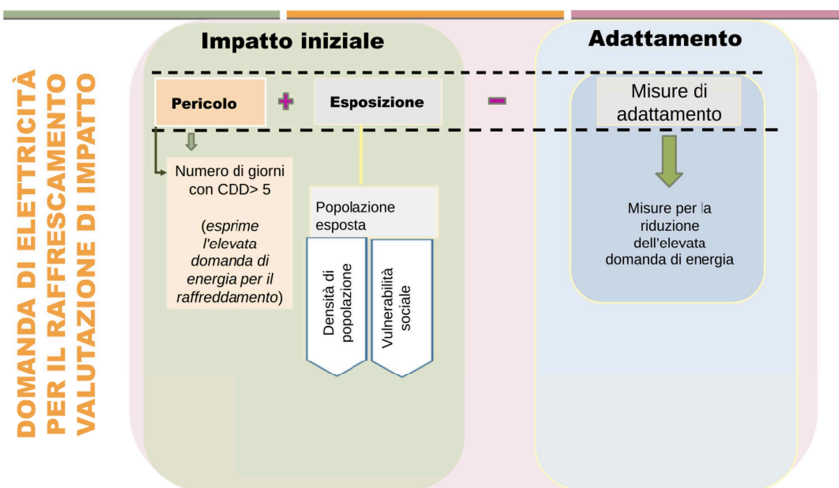 DOMANDA DI ELETTRICITÀ
PER IL RAFFRESCAMENTO
VALUTAZIONE DI IMPATTO
Impatto iniziale
Adattamento
Pericolo
+
Esposizione
-
Misure di
adattamento
Numero di giorni
con CDD> 5
(esprime
l'elevata
domanda di
energia per il
raffreddamento)
Popolazione
esposta
Densità di
popolazione
Vulnerabilità
sociale
Misure per la
riduzione
dell'elevata
domanda di energia